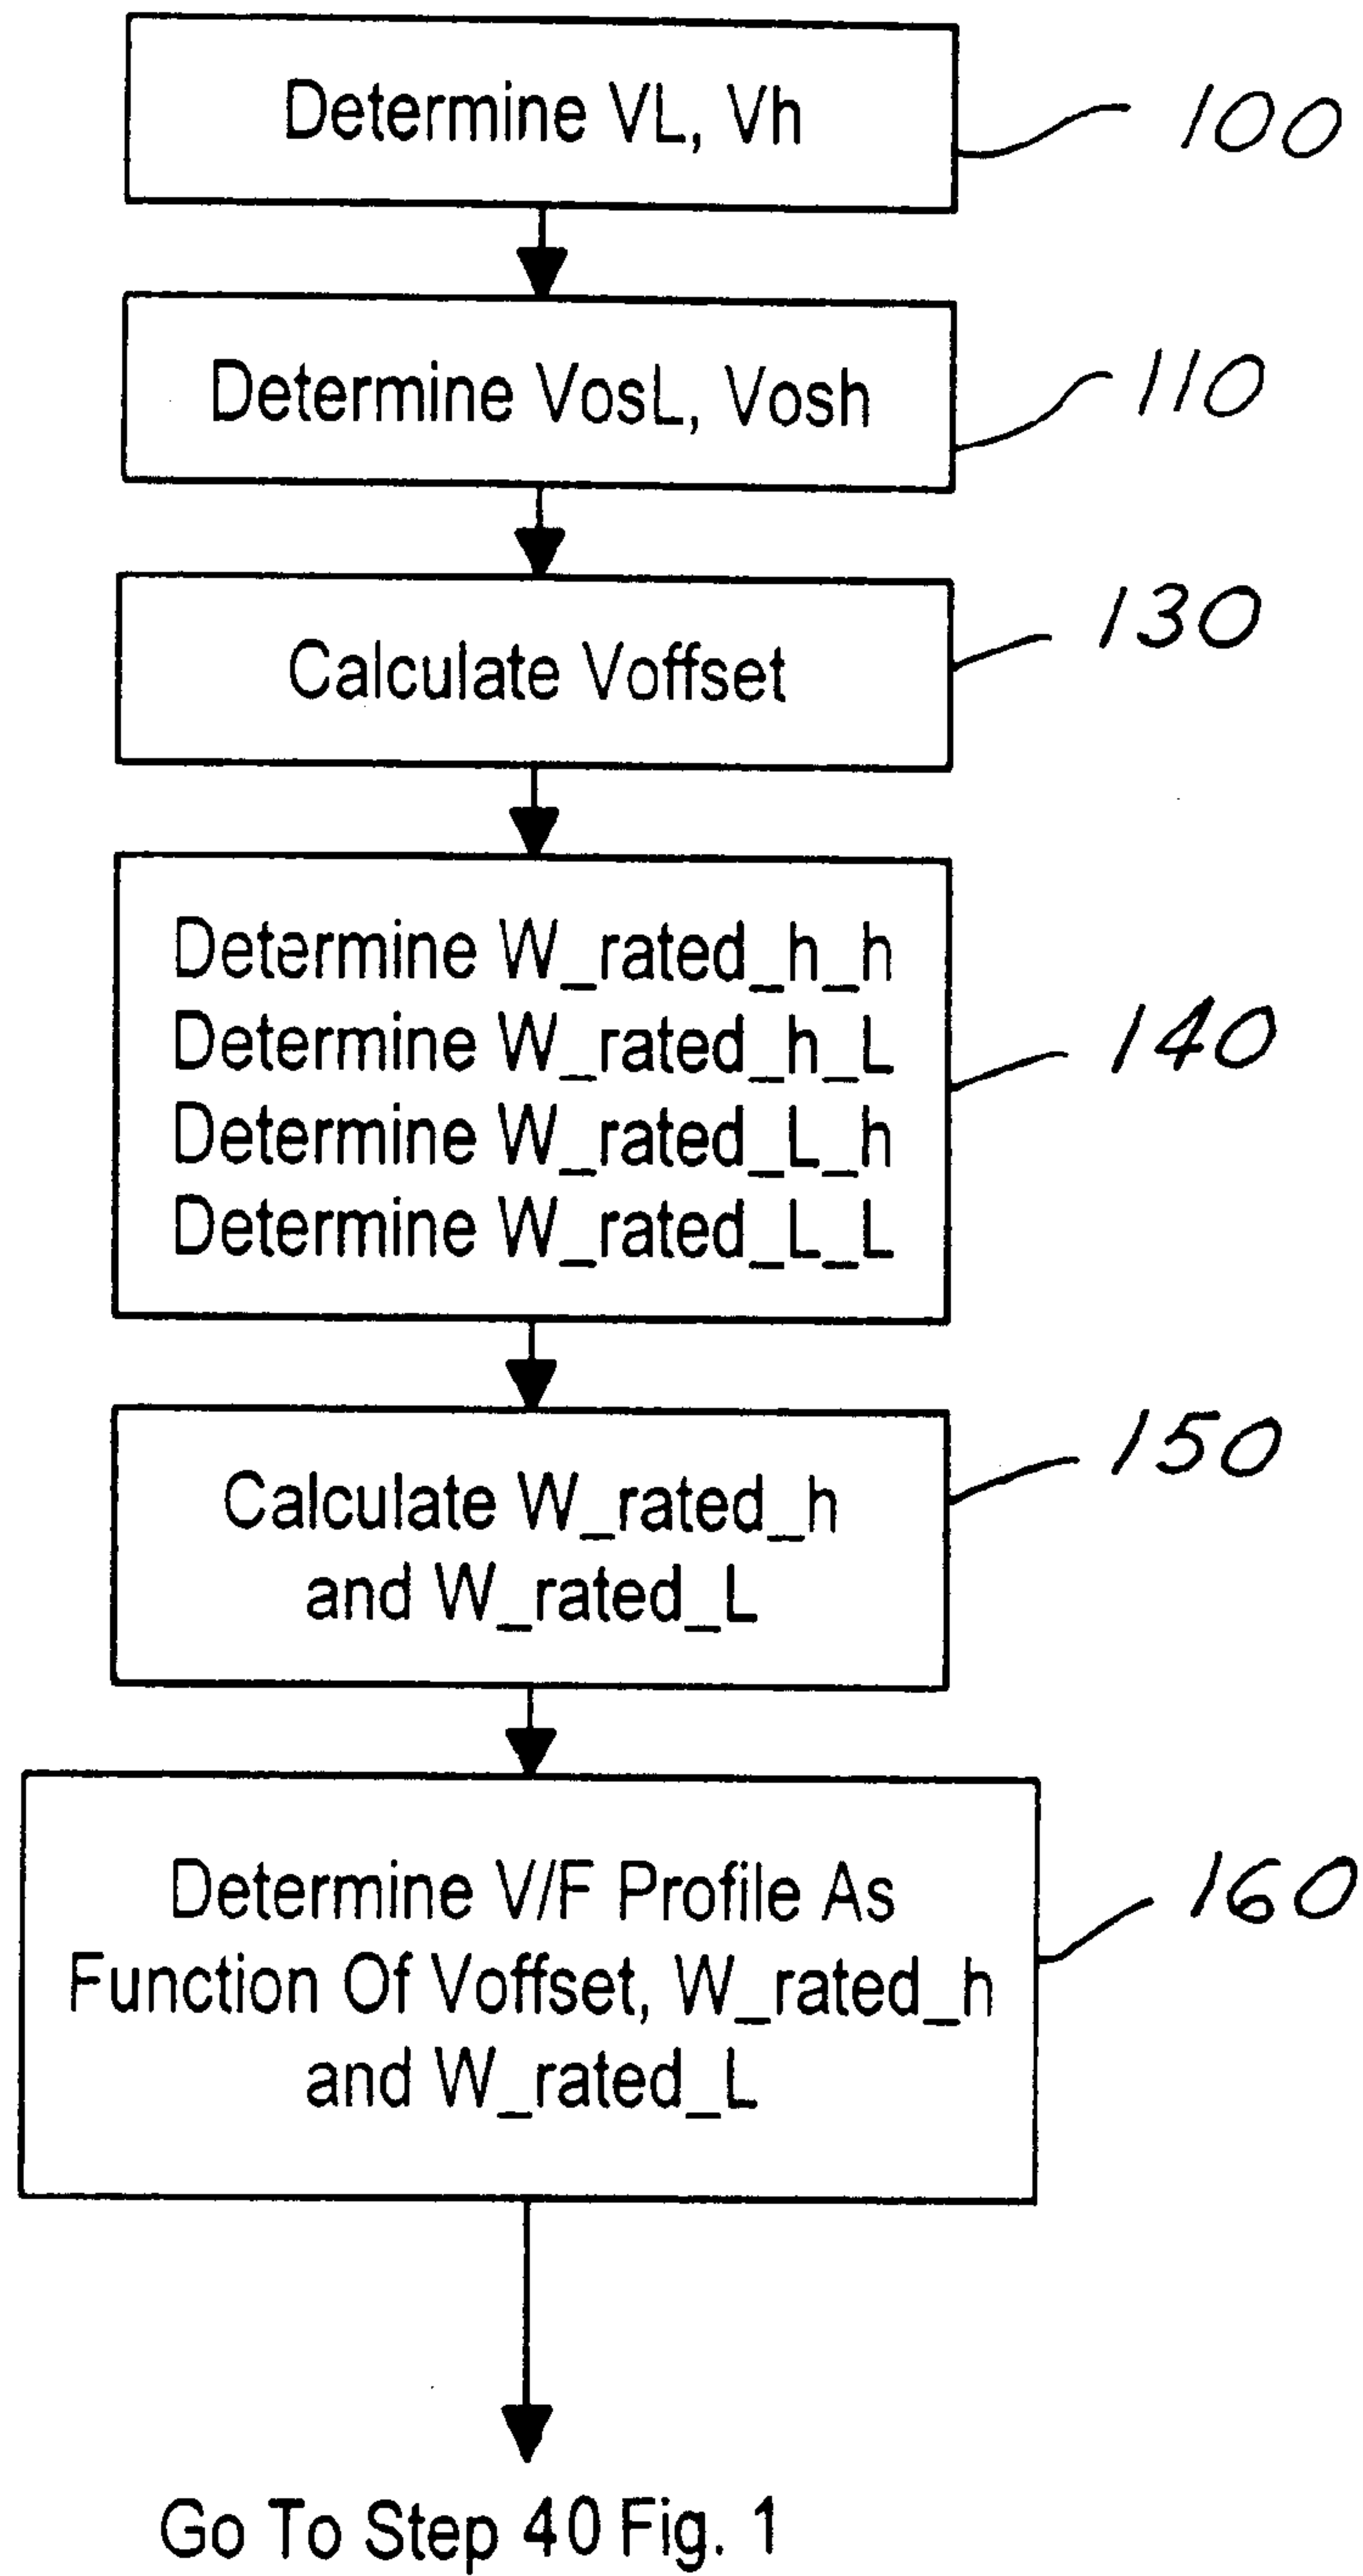 Determine VL, Vh
100
Determine VosL, Vosh
110
Calculate Voffset
130
Determine W_rated_h_h
Determine W_rated_h_L
Determine W_rated_L_h
Determine W_rated_L_L
140
Calculate W_rated_h
and W_rated_L
150
Determine V/F Profile As
Function Of Voffset, W_rated_h
and W_rated_L
160
Go To Step 40 Fig. 1